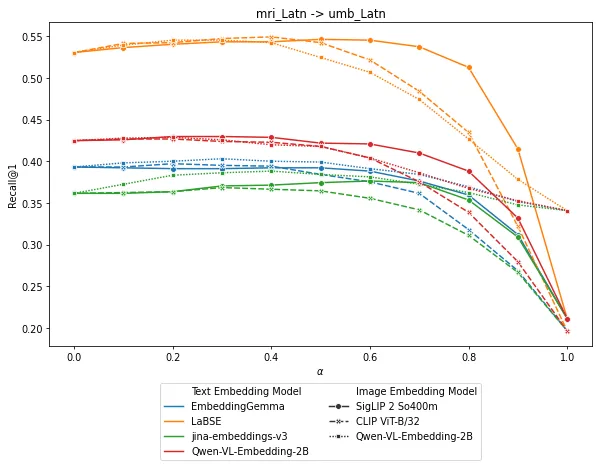 mri_Latn -> umb_Latn
0.55
0.50
0.45
0.40
0.35
0.30
0.25
0.20
Recall@1
0.0 0.2 0.4 0.6 0.8 1.0
α
Text Embedding Model
EmbeddingGemma
LaBSE
jina-embeddings-v3
Qwen-VL-Embedding-2B
Image Embedding Model
SigLIP 2 So400m
CLIP ViT-B/32
Qwen-VL-Embedding-2B